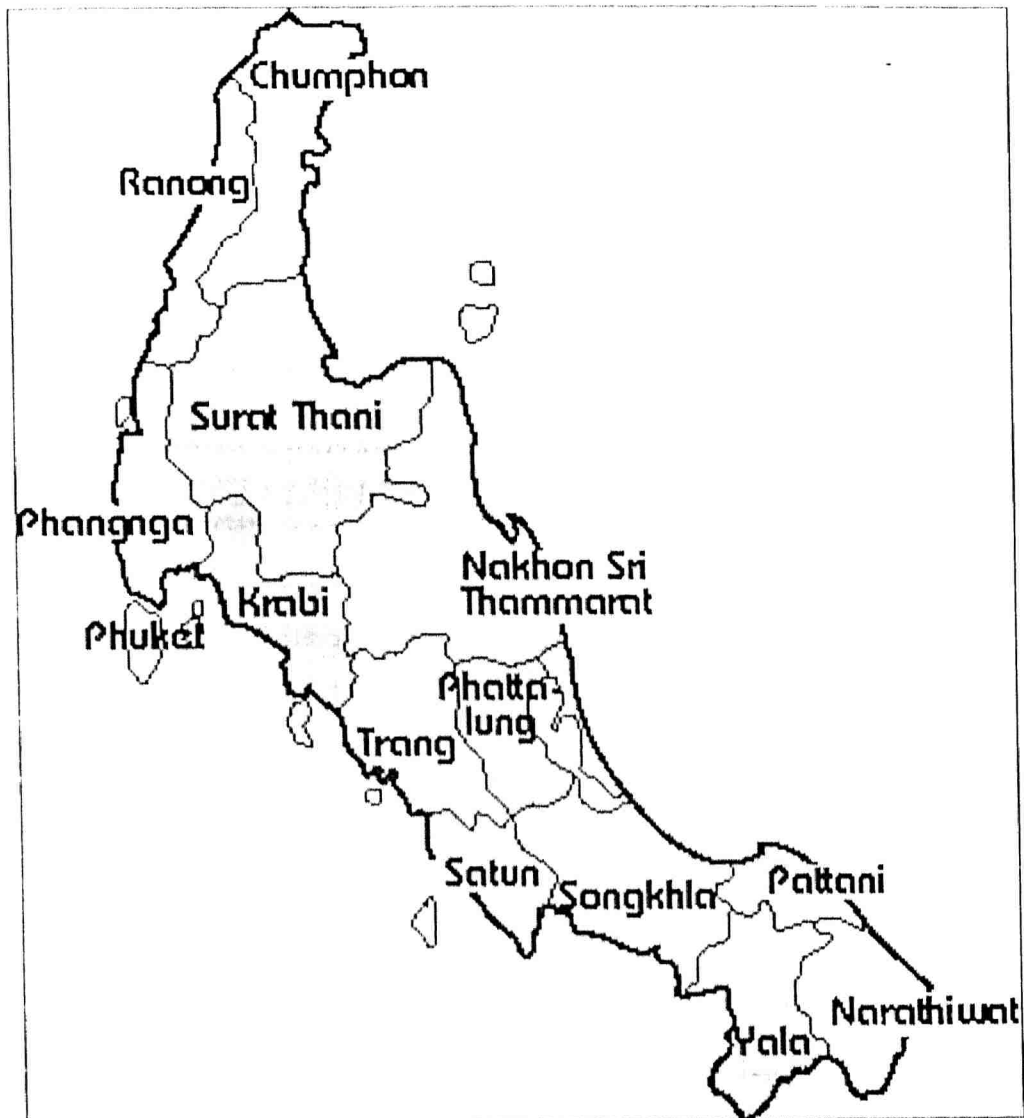 Chumphon
Ranong
Surat Thani
Phangnga
Nakhon Sri
Thammarat
Krabi
Phuket
Phatta-
lung
Trang
Satun
Songkhla
Pattani
Narathiwat
Yala